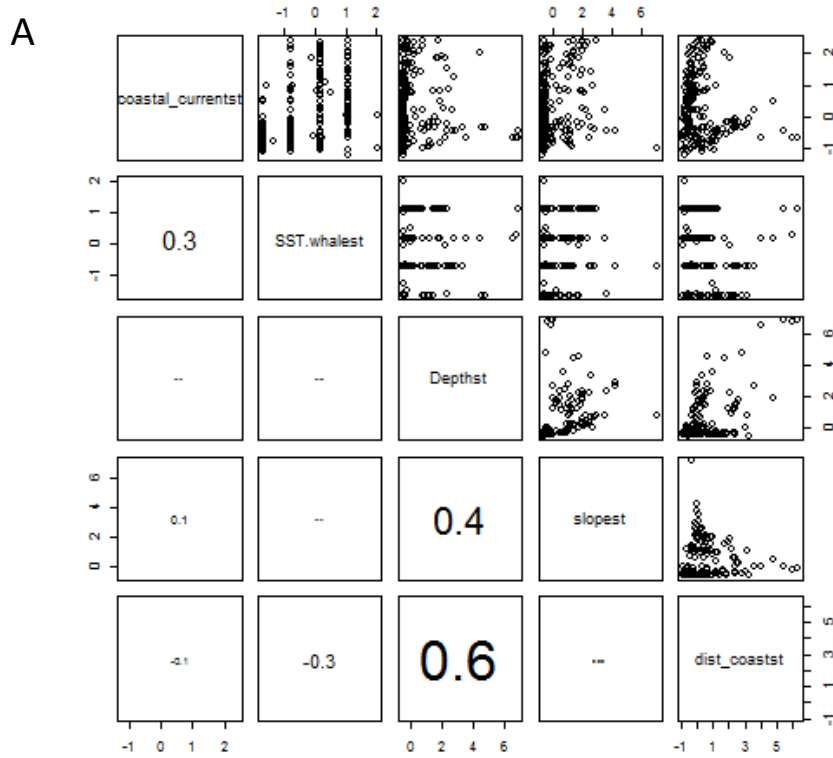 A
-1 0 1 2
0 2 4 6
coastal_currentst
-1 0 1 2
-1 0 1 2
0.3
SST.whalest
--
--
Depthst
0 2 4 6
0 2 4 6
0.1
--
0.4
slopest
-0.1
-0.3
0.6
dist_coastst
-1 1 3 5
-1 0 1 2
0 2 4 6
-1 1 3 5